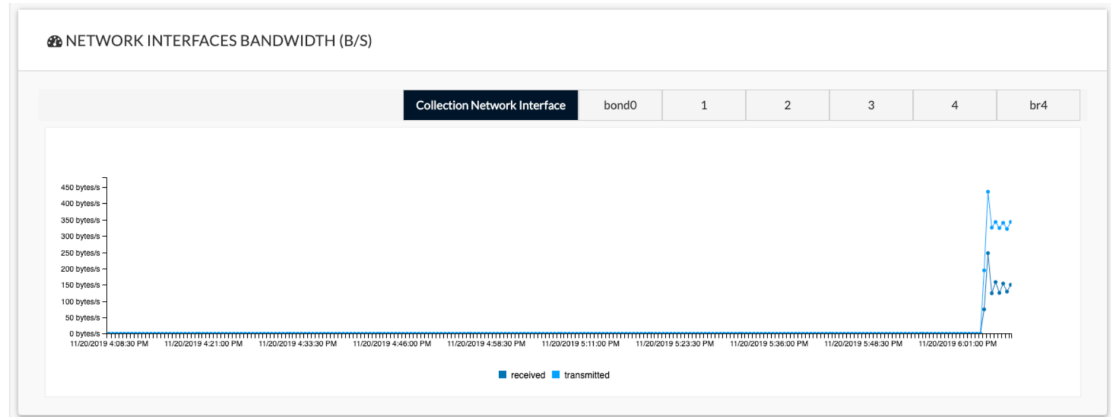 NETWORK INTERFACES BANDWIDTH (B/S)
Collection Network Interface bond0 1 2 3 4 br4
450 bytes/s
400 bytes/s
350 bytes/s
300 bytes/s
250 bytes/s
200 bytes/s
150 bytes/s
100 bytes/s
50 bytes/s
0 bytes/s
11/20/2019 4:08:30 PM 11/20/2019 4:21:00 PM 11/20/2019 4:33:30 PM 11/20/2019 4:46:00 PM 11/20/2019 4:58:30 PM 11/20/2019 5:11:00 PM 11/20/2019 5:23:30 PM 11/20/2019 5:36:00 PM 11/20/2019 5:48:30 PM 11/20/2019 6:01:00 PM
received transmitted